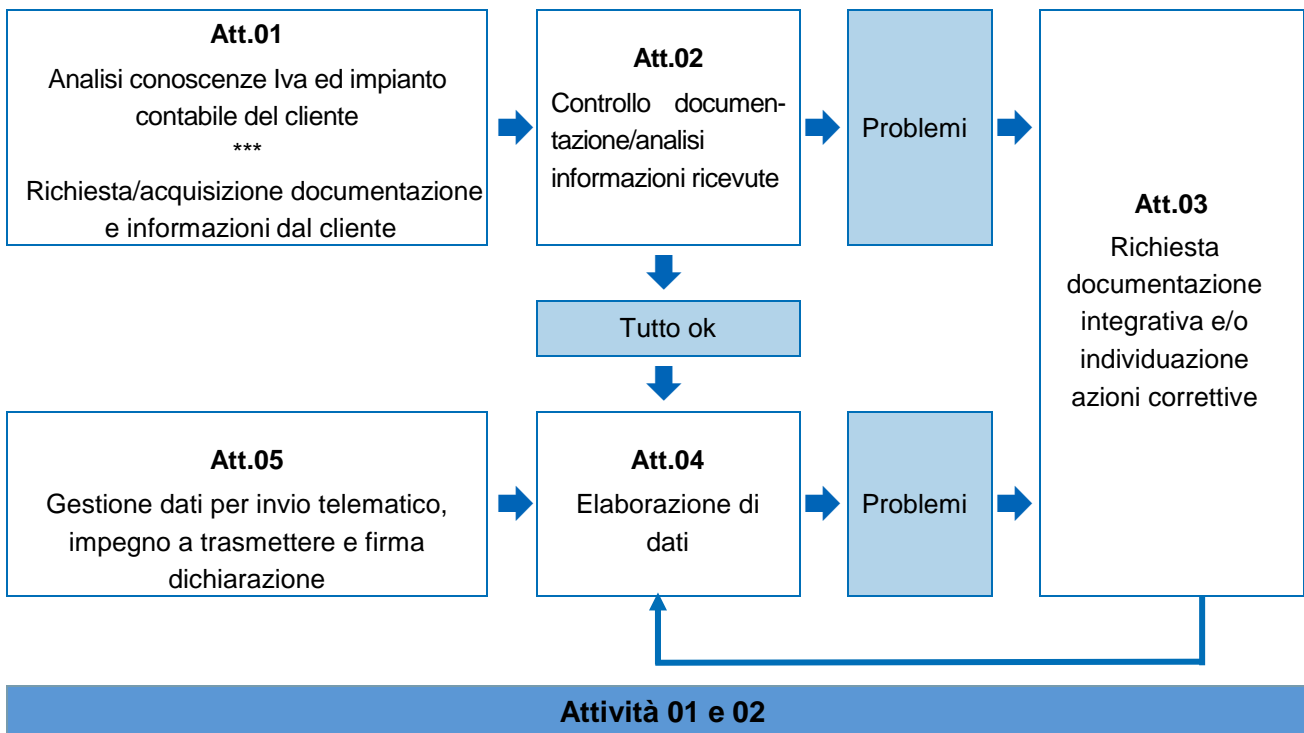 Att.01
Analisi conoscenze Iva ed impianto
contabile del cliente
***
Richiesta/acquisizione documentazione
e informazioni dal cliente
Att.02
Controllo documen-
tazione/analisi
informazioni ricevute
Problemi
Att.03
Richiesta
documentazione
integrativa e/o
individuazione
azioni correttive
Tutto ok
Att.05
Gestione dati per invio telematico,
impegno a trasmettere e firma
dichiarazione
Att.04
Elaborazione di
dati
Problemi
Attività 01 e 02